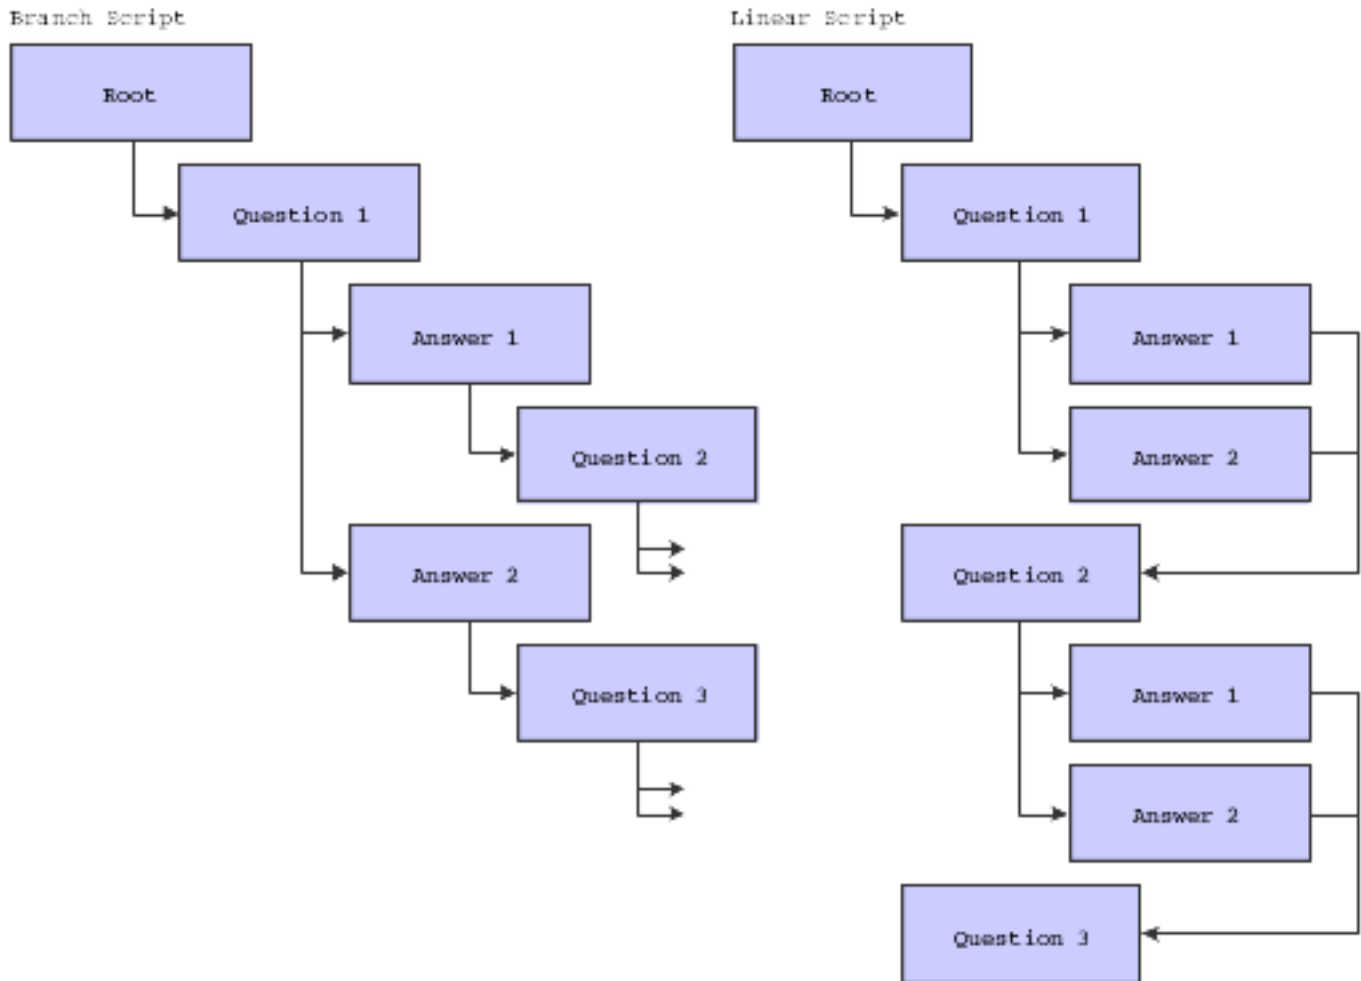 Branch Script
Root
Question 1
Answer 1
Question 2
Answer 2
Question 3
Linear Script
Root
Question 1
Answer 1
Answer 2
Question 2
Answer 1
Answer 2
Question 3